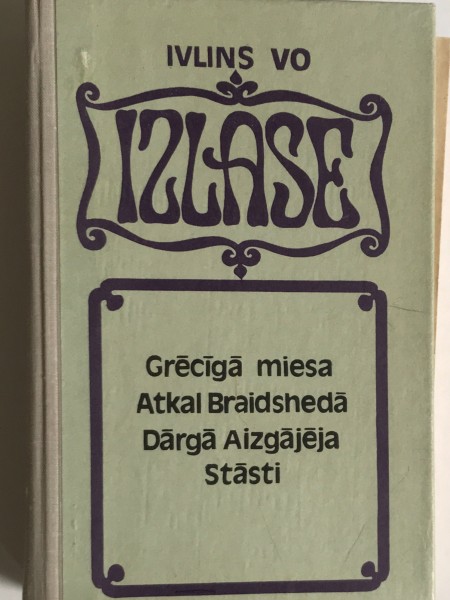 IVLINS VO
IZLASE
Grēcīgā miesa
Atkal Braidshedā
Dārgā Aizgājēja
Stāsti